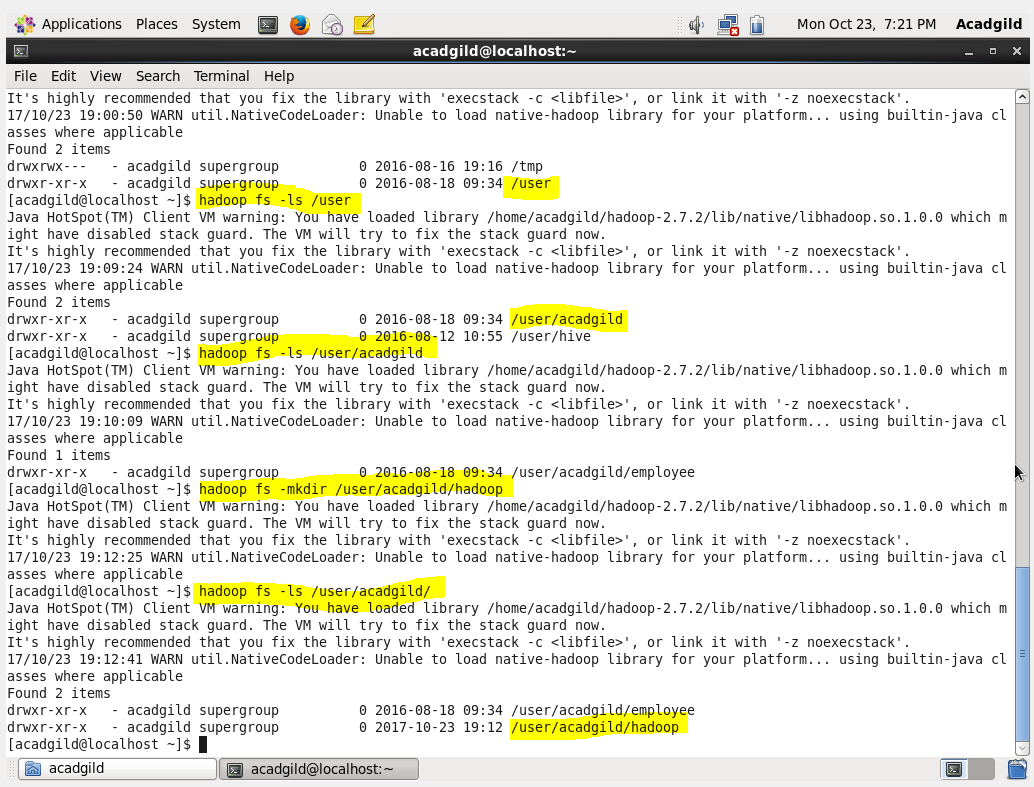 Applications Places System Mon Oct 23, 7:21 PM Acadgild
acadgild@localhost:~
File Edit View Search Terminal Help
It's highly recommended that you fix the library with 'execstack -c <libfile>', or link it with '-z noexecstack'.
17/10/23 19:00:50 WARN util.NativeCodeLoader: Unable to load native-hadoop library for your platform... using builtin-java cl
asses where applicable
Found 2 items
drwxrwx---   - acadgild supergroup          0 2016-08-16 19:16 /tmp
drwxr-xr-x   - acadgild supergroup          0 2016-08-18 09:34 /user
[acadgild@localhost ~]$ hadoop fs -ls /user
Java HotSpot(TM) Client VM warning: You have loaded library /home/acadgild/hadoop-2.7.2/lib/native/libhadoop.so.1.0.0 which m
ight have disabled stack guard. The VM will try to fix the stack guard now.
It's highly recommended that you fix the library with 'execstack -c <libfile>', or link it with '-z noexecstack'.
17/10/23 19:09:24 WARN util.NativeCodeLoader: Unable to load native-hadoop library for your platform... using builtin-java cl
asses where applicable
Found 2 items
drwxr-xr-x   - acadgild supergroup          0 2016-08-18 09:34 /user/acadgild
drwxr-xr-x   - acadgild supergroup          0 2016-08-12 10:55 /user/hive
[acadgild@localhost ~]$ hadoop fs -ls /user/acadgild
Java HotSpot(TM) Client VM warning: You have loaded library /home/acadgild/hadoop-2.7.2/lib/native/libhadoop.so.1.0.0 which m
ight have disabled stack guard. The VM will try to fix the stack guard now.
It's highly recommended that you fix the library with 'execstack -c <libfile>', or link it with '-z noexecstack'.
17/10/23 19:10:09 WARN util.NativeCodeLoader: Unable to load native-hadoop library for your platform... using builtin-java cl
asses where applicable
Found 1 items
drwxr-xr-x   - acadgild supergroup          0 2016-08-18 09:34 /user/acadgild/employee
[acadgild@localhost ~]$ hadoop fs -mkdir /user/acadgild/hadoop
Java HotSpot(TM) Client VM warning: You have loaded library /home/acadgild/hadoop-2.7.2/lib/native/libhadoop.so.1.0.0 which m
ight have disabled stack guard. The VM will try to fix the stack guard now.
It's highly recommended that you fix the library with 'execstack -c <libfile>', or link it with '-z noexecstack'.
17/10/23 19:12:25 WARN util.NativeCodeLoader: Unable to load native-hadoop library for your platform... using builtin-java cl
asses where applicable
[acadgild@localhost ~]$ hadoop fs -ls /user/acadgild/
Java HotSpot(TM) Client VM warning: You have loaded library /home/acadgild/hadoop-2.7.2/lib/native/libhadoop.so.1.0.0 which m
ight have disabled stack guard. The VM will try to fix the stack guard now.
It's highly recommended that you fix the library with 'execstack -c <libfile>', or link it with '-z noexecstack'.
17/10/23 19:12:41 WARN util.NativeCodeLoader: Unable to load native-hadoop library for your platform... using builtin-java cl
asses where applicable
Found 2 items
drwxr-xr-x   - acadgild supergroup          0 2016-08-18 09:34 /user/acadgild/employee
drwxr-xr-x   - acadgild supergroup          0 2017-10-23 19:12 /user/acadgild/hadoop
[acadgild@localhost ~]$
acadgild acadgild@localhost:~